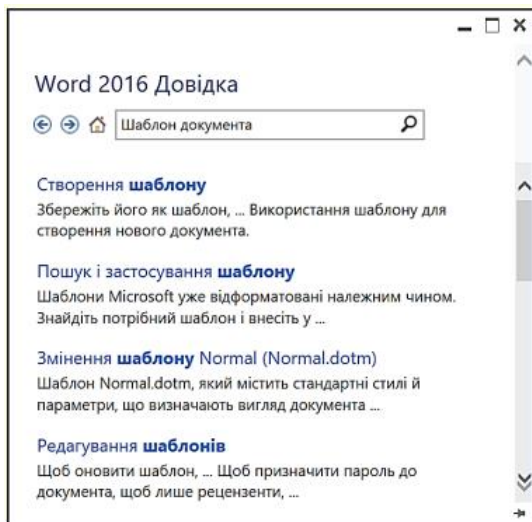 Word 2016 Довідка
Шаблон документа
Створення шаблону
Збережіть його як шаблон, ... Використання шаблону для
створення нового документа.
Пошук і застосування шаблону
Шаблони Microsoft уже відформатовані належним чином.
Знайдіть потрібний шаблон і внесіть у ...
Змінення шаблону Normal (Normal.dotm)
Шаблон Normal.dotm, який містить стандартні стилі й
параметри, що визначають вигляд документа ...
Редагування шаблонів
Щоб оновити шаблон, ... Щоб призначити пароль до
документа, щоб лише рецензенти, ...